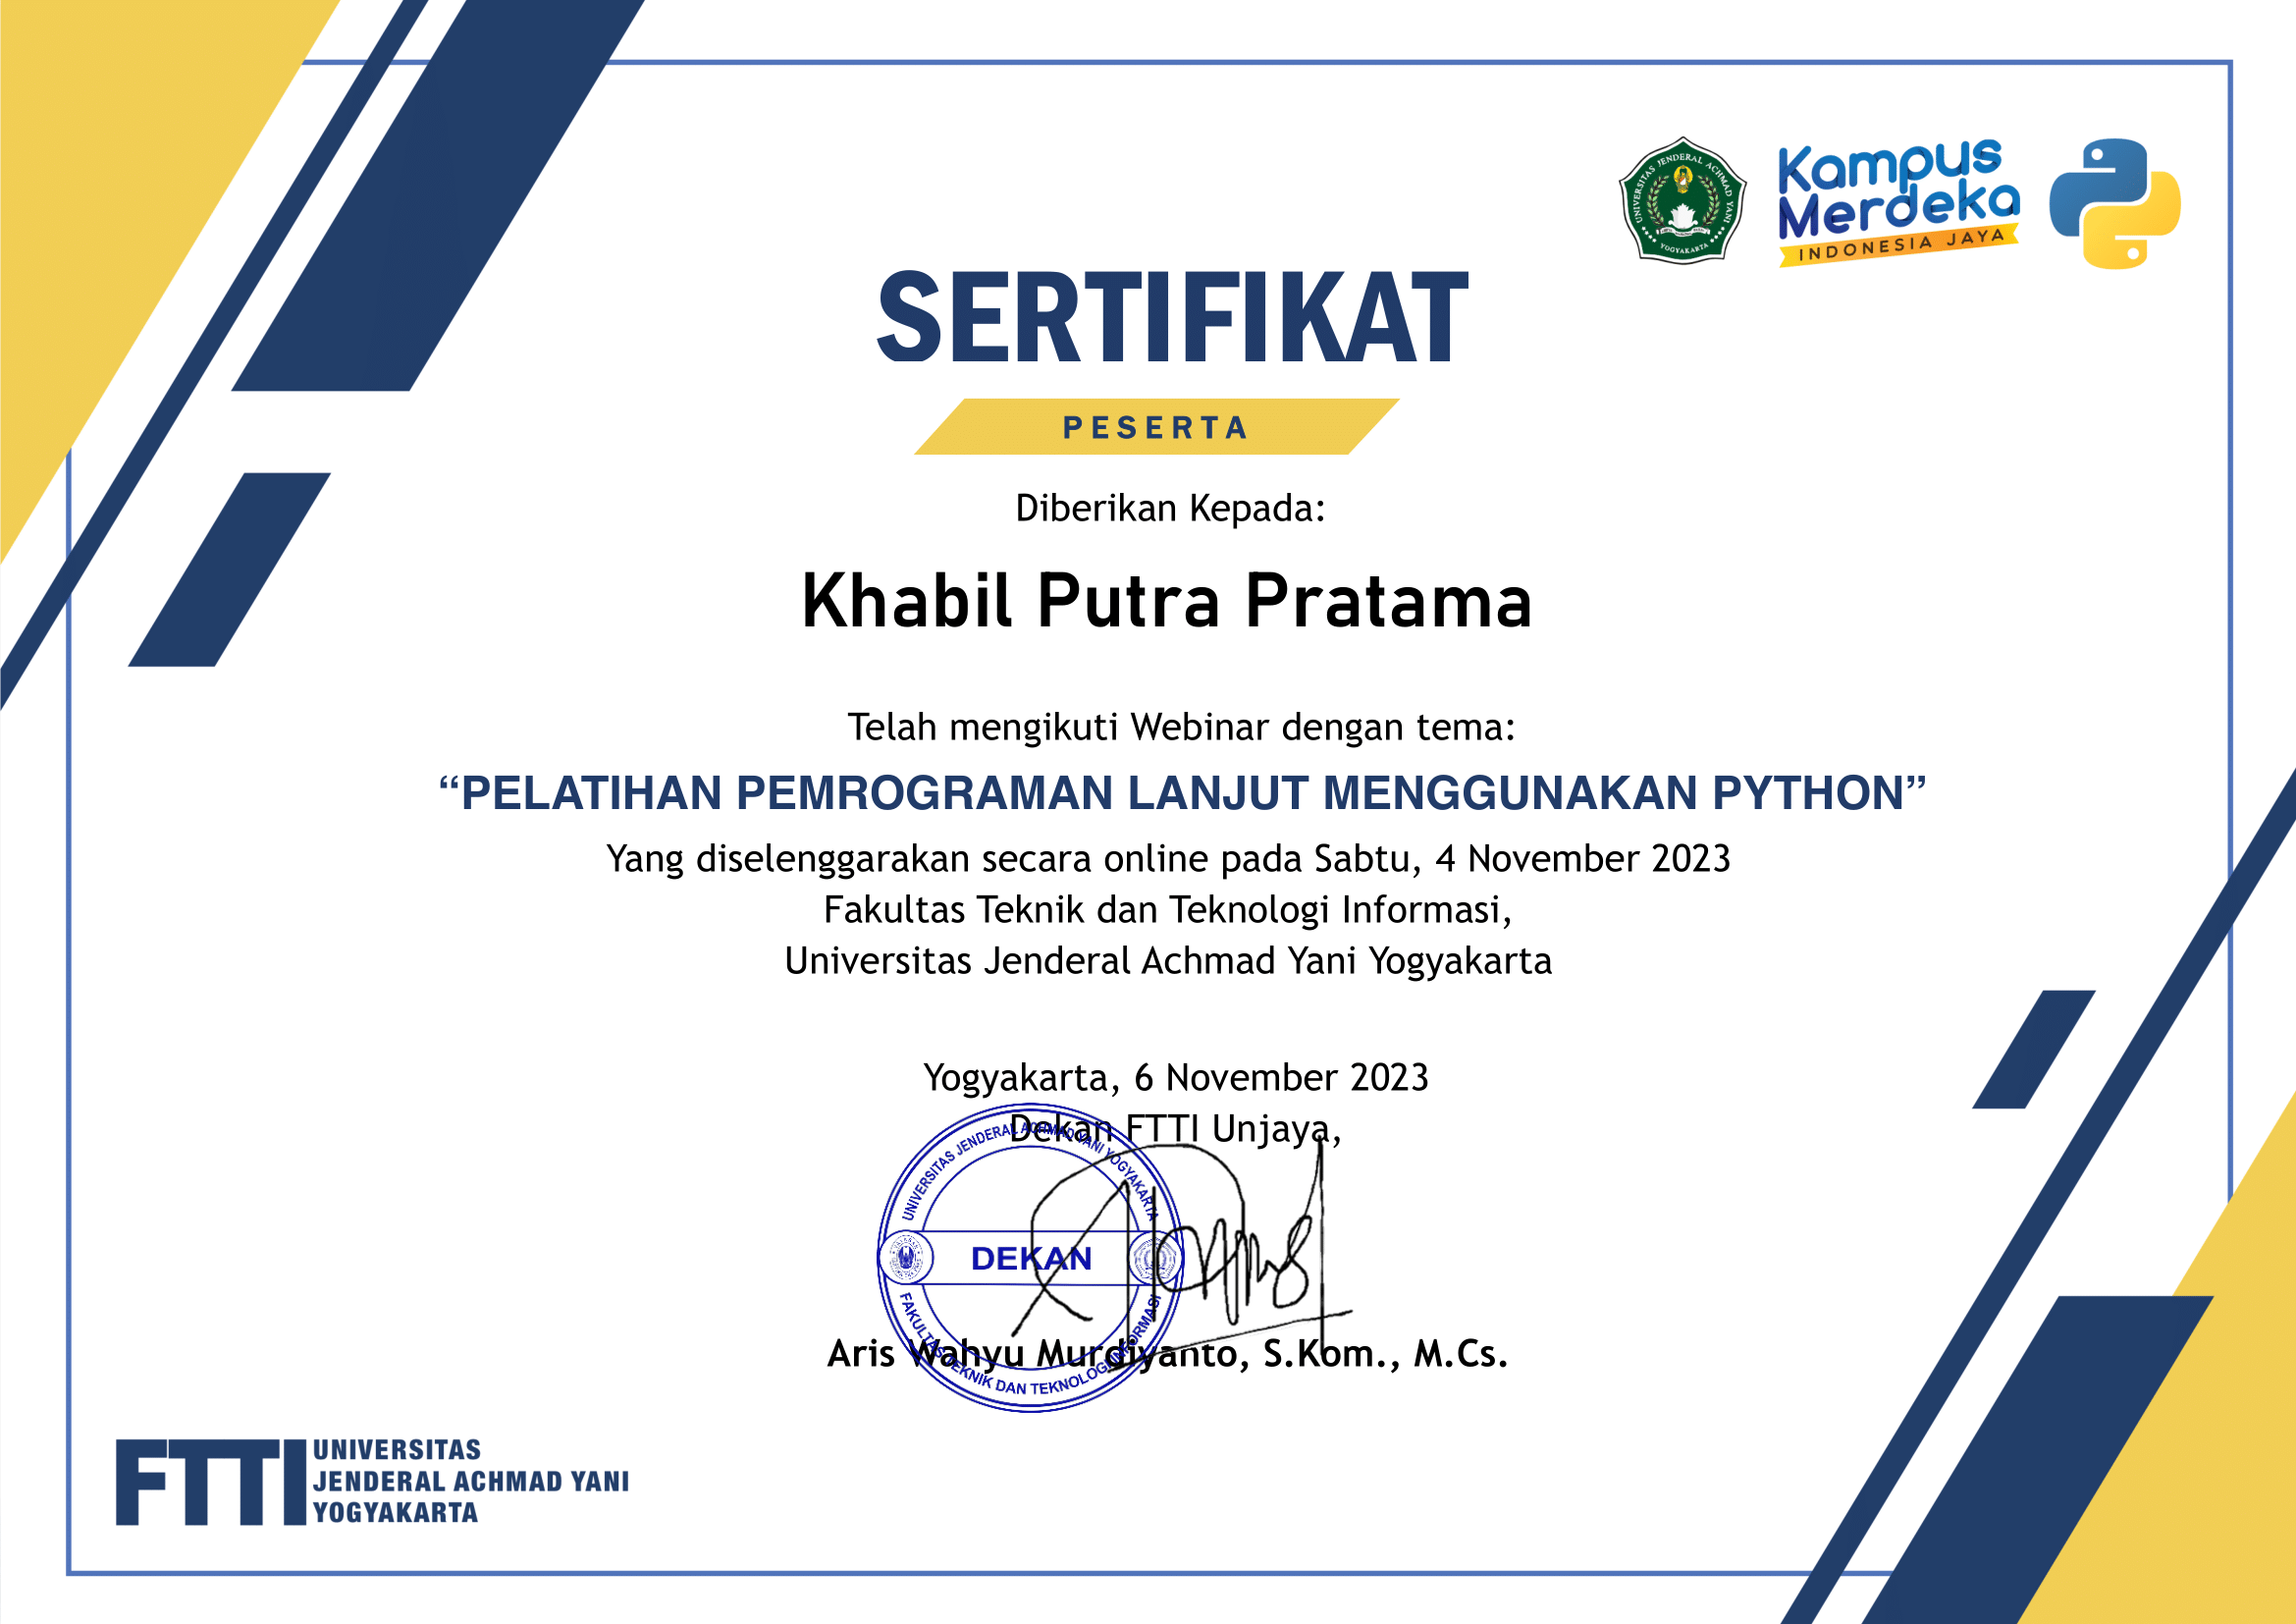 UNIVERSITAS JENDERAL ACHMAD YANI
YOGYAKARTA
Kampus
Merdeka
INDONESIA JAYA
SERTIFIKAT
PESERTA
Diberikan Kepada:
Khabil Putra Pratama
Telah mengikuti Webinar dengan tema:
“PELATIHAN PEMROGRAMAN LANJUT MENGGUNAKAN PYTHON”
Yang diselenggarakan secara online pada Sabtu, 4 November 2023
Fakultas Teknik dan Teknologi Informasi,
Universitas Jenderal Achmad Yani Yogyakarta
Yogyakarta, 6 November 2023
Dekan FTTI Unjaya,
UNIVERSITAS JENDERAL ACHMAD YANI YOGYAKARTA
DEKAN
FAKULTAS TEKNIK DAN TEKNOLOGI INFORMASI
Aris Wahyu Murdiyanto, S.Kom., M.Cs.
FTTI
UNIVERSITAS
JENDERAL ACHMAD YANI
YOGYAKARTA